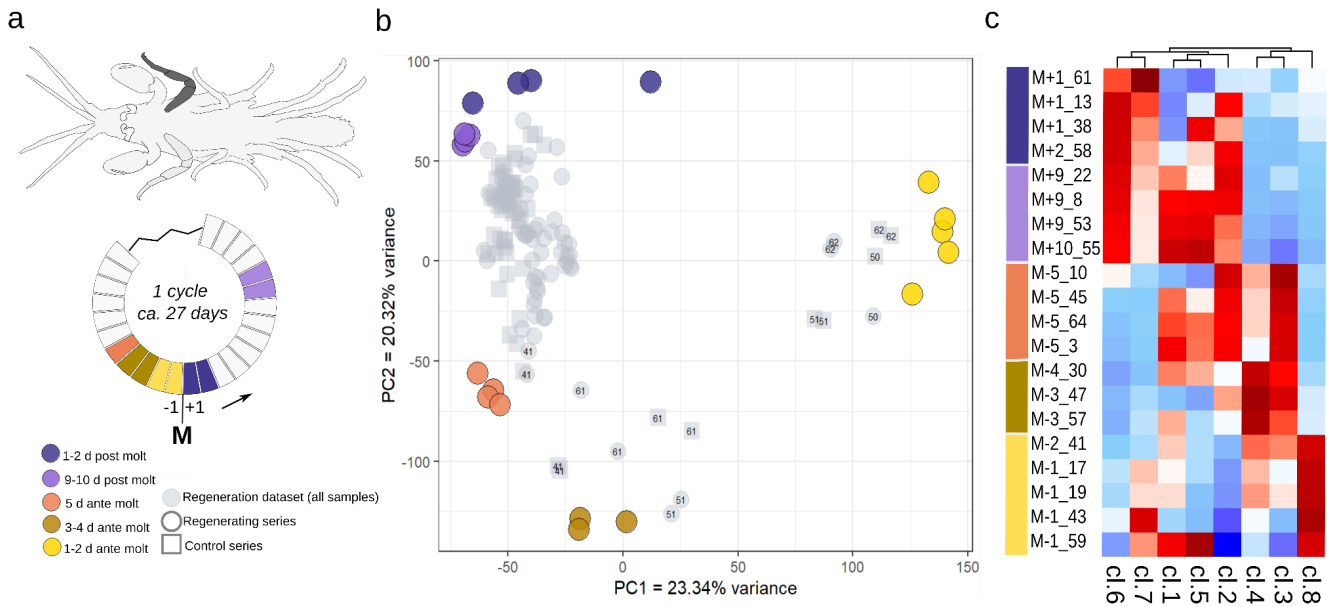 a
1 cycle
ca. 27 days
-1 +1
M
1-2 d post molt
9-10 d post molt
5 d ante molt
3-4 d ante molt
1-2 d ante molt
Regeneration dataset (all samples)
Regenerating series
Control series
b
PC2 = 20.32% variance
100
50
0
-50
-100
62
62
62
62
50
51
51
50
41
41
61
61
61
61
41
41
51
51
-50
0
50
100
150
PC1 = 23.34% variance
c
M+1_61
M+1_13
M+1_38
M+2_58
M+9_22
M+9_8
M+9_53
M+10_55
M-5_10
M-5_45
M-5_64
M-5_3
M-4_30
M-3_47
M-3_57
M-2_41
M-1_17
M-1_19
M-1_43
M-1_59
cl.6
cl.7
cl.1
cl.5
cl.2
cl.4
cl.3
cl.8